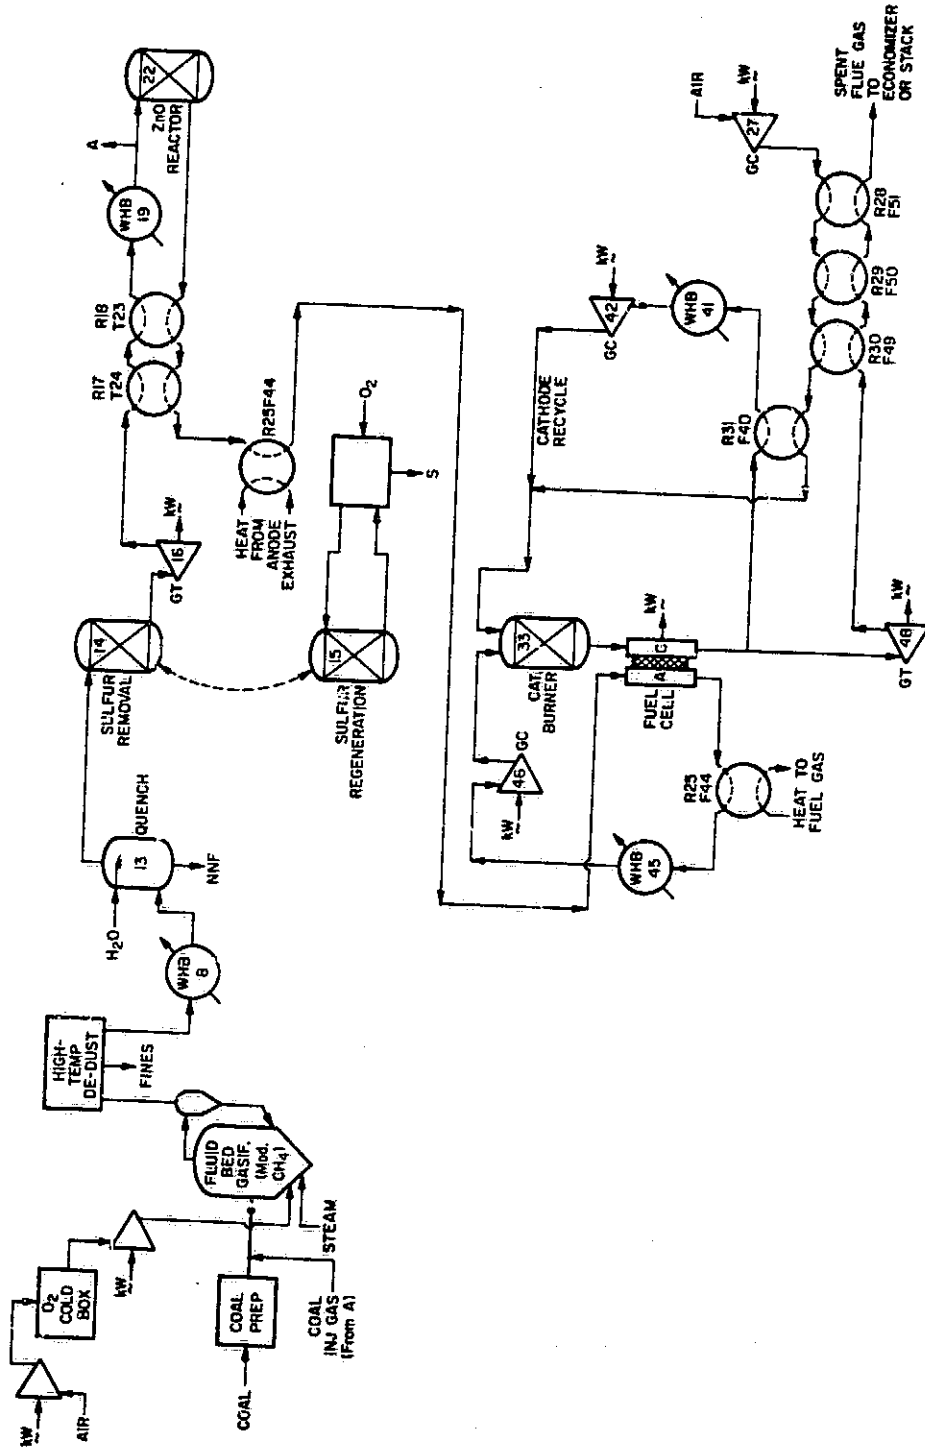 kW
~
AIR
O2
COLD
BOX
kW
~
COAL
COAL
PREP
COAL
INJ GAS
(From A)
STEAM
FLUID
BED
GASIF.
(Mod.
CH4)
HIGH-
TEMP
DE-DUST
FINES
WHB
8
H2O
13
QUENCH
NNF
SULFUR
REMOVAL
14
15
SULFUR
REGENERATION
GT
16
kW
~
O2
S
HEAT
FROM
ANODE
EXHAUST
R25F44
R17
T24
R18
T23
WHB
19
A
22
ZnO
REACTOR
WHB
45
R25
F44
HEAT TO
FUEL GAS
kW
~
46
GC
33
CAT.
BURNER
A
C
FUEL
CELL
kW
~
CATHODE
RECYCLE
GC
42
kW
~
WHB
41
R31
F40
GT
48
kW
~
R30
F49
R29
F50
R28
F51
GC
27
AIR
kW
~
SPENT
FLUE GAS
TO
ECONOMIZER
OR STACK